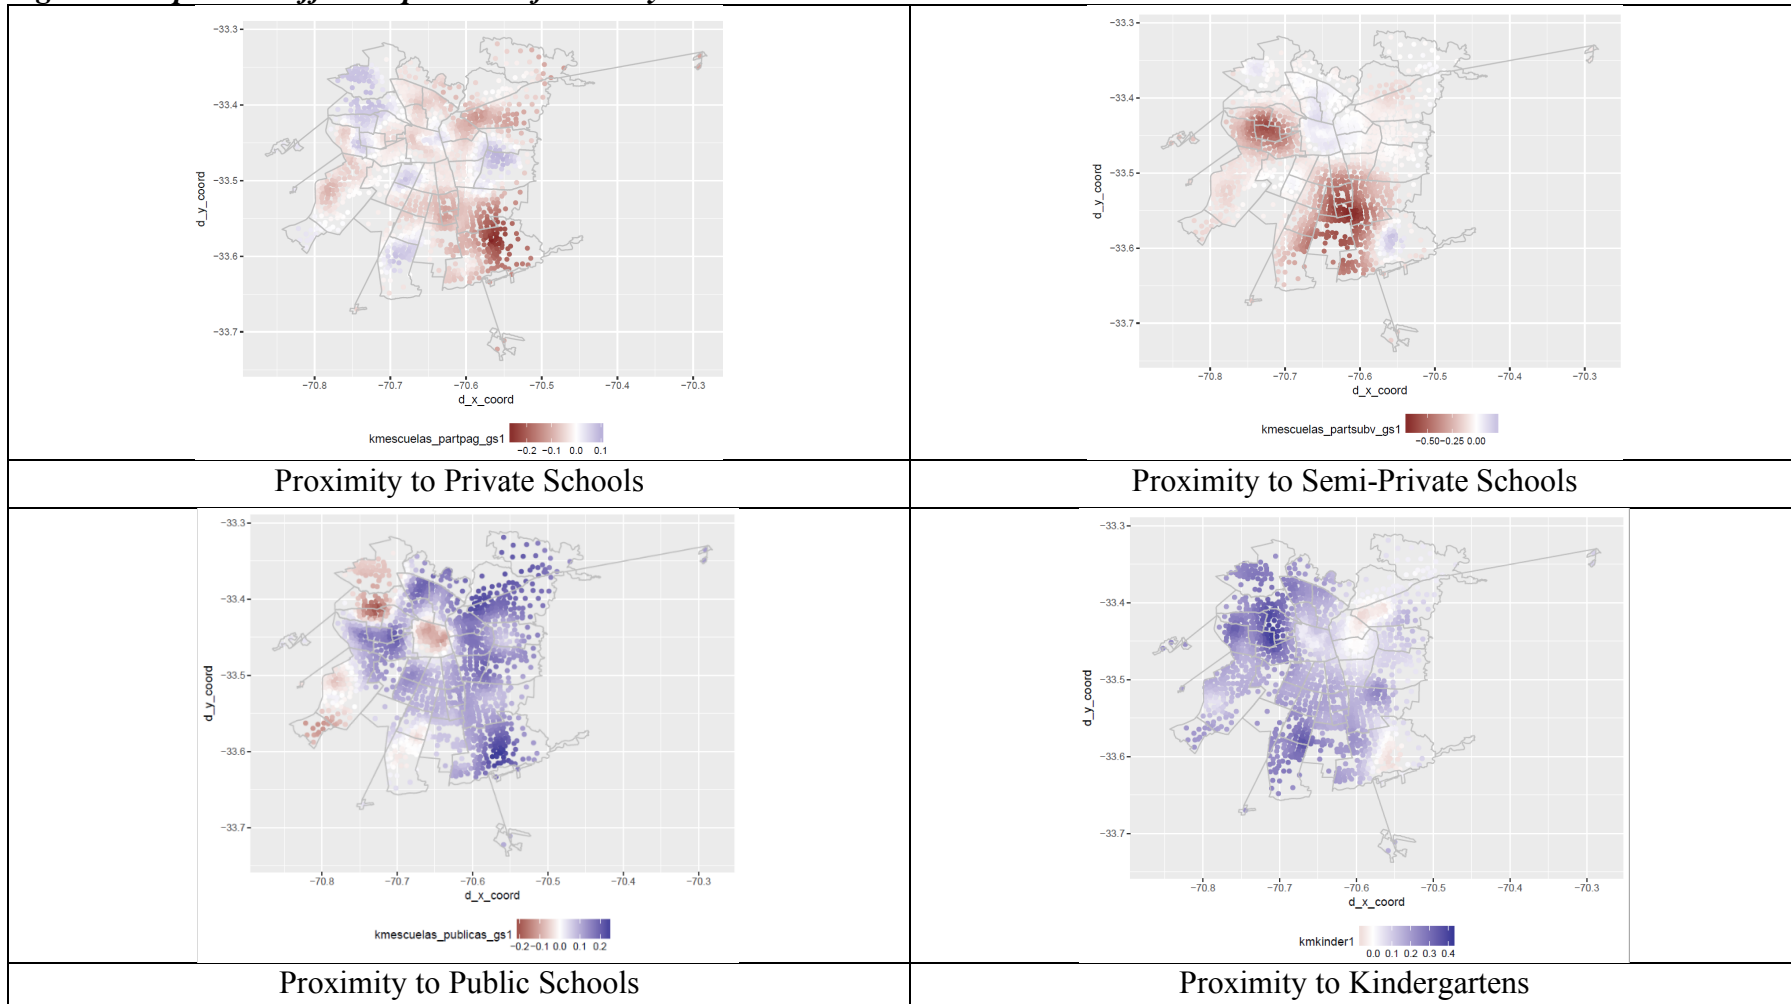 −33.3
−33.4
−33.5
−33.6
−33.7
d_y_coord
−70.8 −70.7 −70.6 −70.5 −70.4 −70.3
d_x_coord
kmescuelas_partpag_gs1
−0.2 −0.1 0.0 0.1
Proximity to Private Schools
−33.3
−33.4
−33.5
−33.6
−33.7
d_y_coord
−70.8 −70.7 −70.6 −70.5 −70.4 −70.3
d_x_coord
kmescuelas_partsubv_gs1
−0.50−0.25 0.00
Proximity to Semi-Private Schools
−33.3
−33.4
−33.5
−33.6
−33.7
d_y_coord
−70.8 −70.7 −70.6 −70.5 −70.4 −70.3
d_x_coord
kmescuelas_publicas_gs1
−0.2−0.1 0.0 0.1 0.2
Proximity to Public Schools
−33.3
−33.4
−33.5
−33.6
−33.7
d_y_coord
−70.8 −70.7 −70.6 −70.5 −70.4 −70.3
d_x_coord
kmkinder1
0.0 0.1 0.2 0.3 0.4
Proximity to Kindergartens